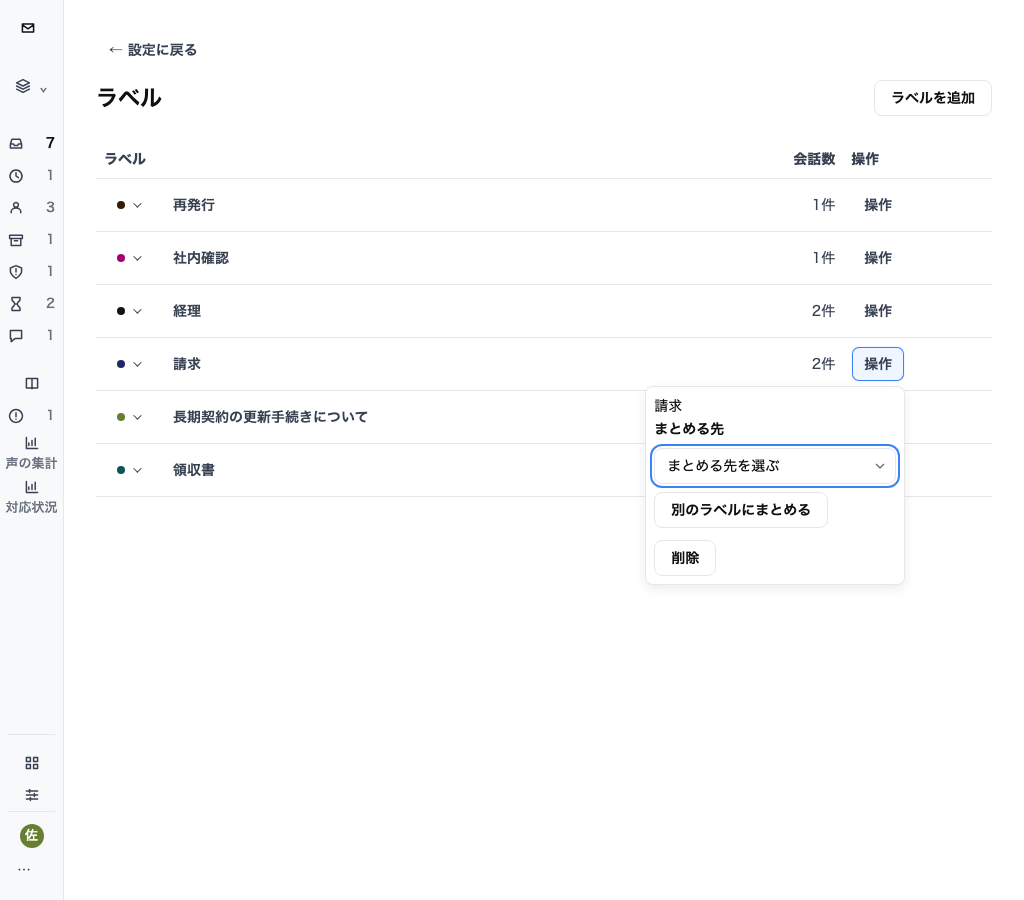 ← 設定に戻る
ラベル
ラベルを追加
ラベル 会話数 操作
再発行 1件 操作
社内確認 1件 操作
経理 2件 操作
請求 2件 操作
長期契約の更新手続きについて
領収書
請求
まとめる先
まとめる先を選ぶ
別のラベルにまとめる
削除
7
1
3
1
1
2
1
1
声の集計
対応状況
佐
...